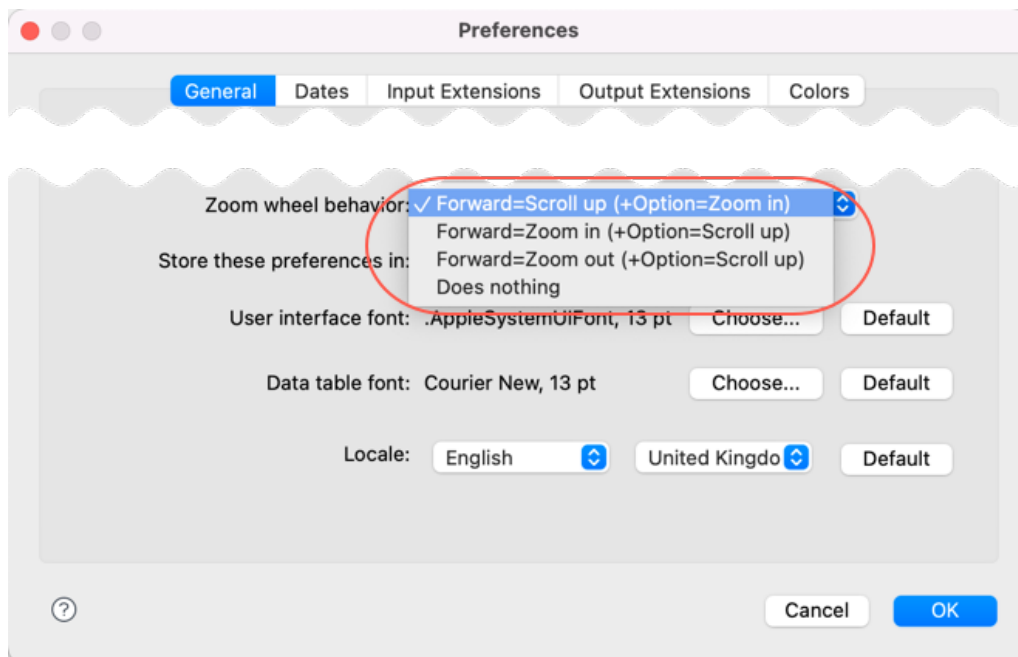 Preferences
General Dates Input Extensions Output Extensions Colors
Zoom wheel behavior: ✓ Forward=Scroll up (+Option=Zoom in)
Forward=Zoom in (+Option=Scroll up)
Store these preferences in: Forward=Zoom out (+Option=Scroll up)
Does nothing
User interface font: .AppleSystemUIFont, 13 pt Choose... Default
Data table font: Courier New, 13 pt Choose... Default
Locale: English United Kingdo Default
? Cancel OK